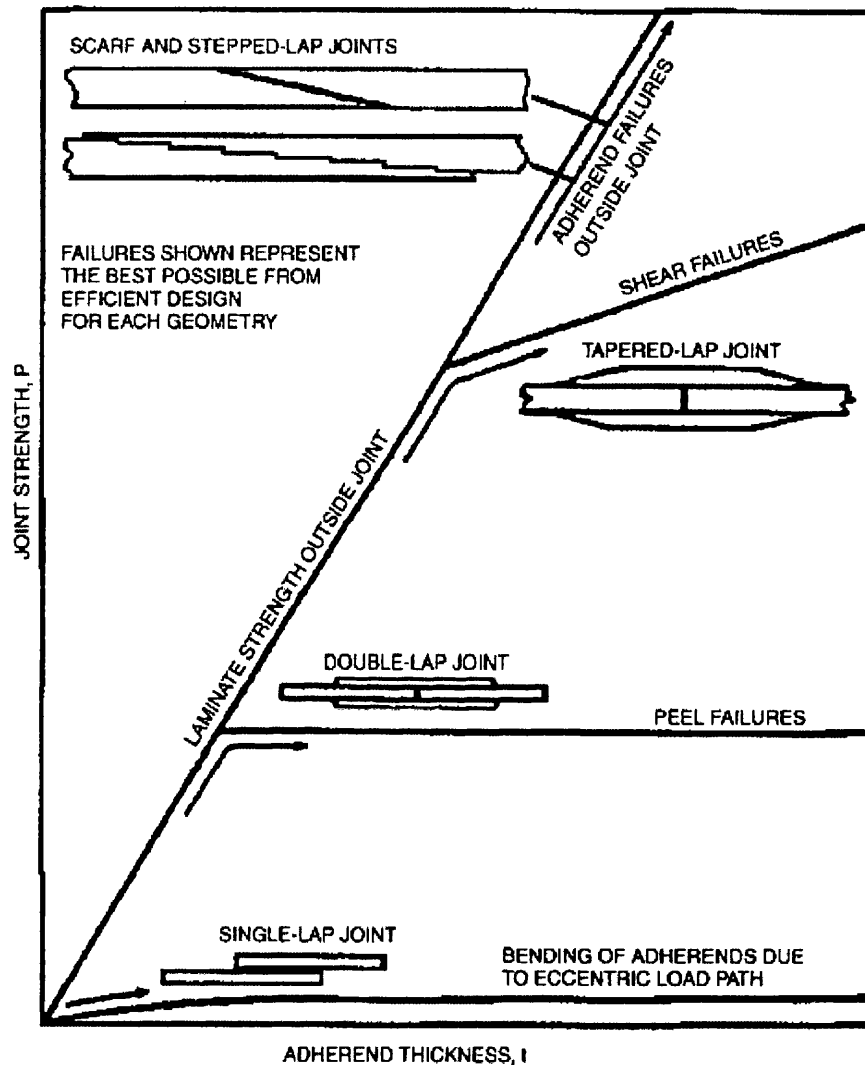 SCARF AND STEPPED-LAP JOINTS
ADHEREND FAILURES
OUTSIDE JOINT
FAILURES SHOWN REPRESENT
THE BEST POSSIBLE FROM
EFFICIENT DESIGN
FOR EACH GEOMETRY
SHEAR FAILURES
TAPERED-LAP JOINT
JOINT STRENGTH, P
LAMINATE STRENGTH OUTSIDE JOINT
DOUBLE-LAP JOINT
PEEL FAILURES
SINGLE-LAP JOINT
BENDING OF ADHERENDS DUE
TO ECCENTRIC LOAD PATH
ADHEREND THICKNESS, t